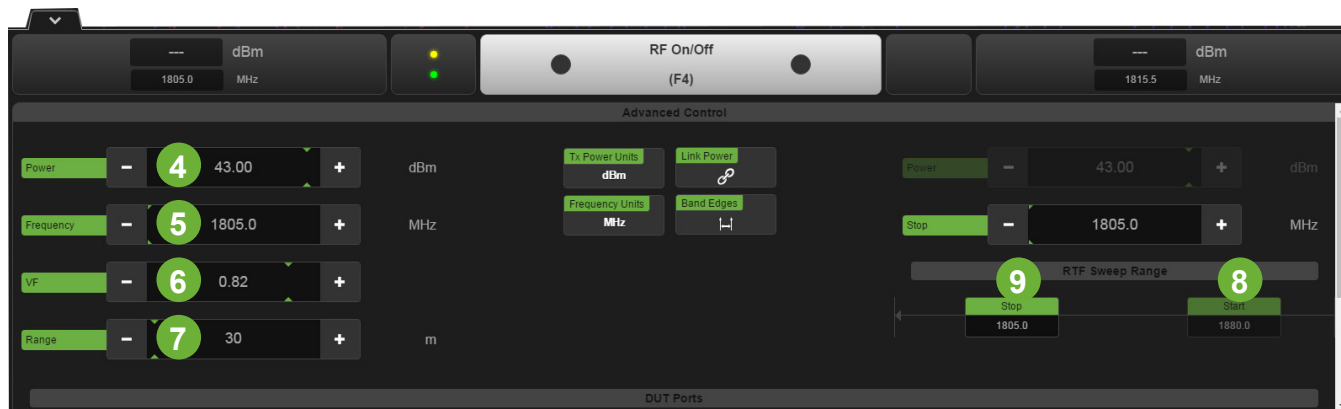 --- dBm
1805.0 MHz
RF On/Off
(F4)
--- dBm
1815.5 MHz
Advanced Control
Power - 4 43.00 + dBm
Tx Power Units
dBm
Link Power
Power - 43.00 + dBm
Frequency - 5 1805.0 + MHz
Frequency Units
MHz
Band Edges
Stop - 1805.0 + MHz
VF - 6 0.82 +
RTF Sweep Range
9
Stop
1805.0
8
Start
1880.0
Range - 7 30 + m
DUT Ports